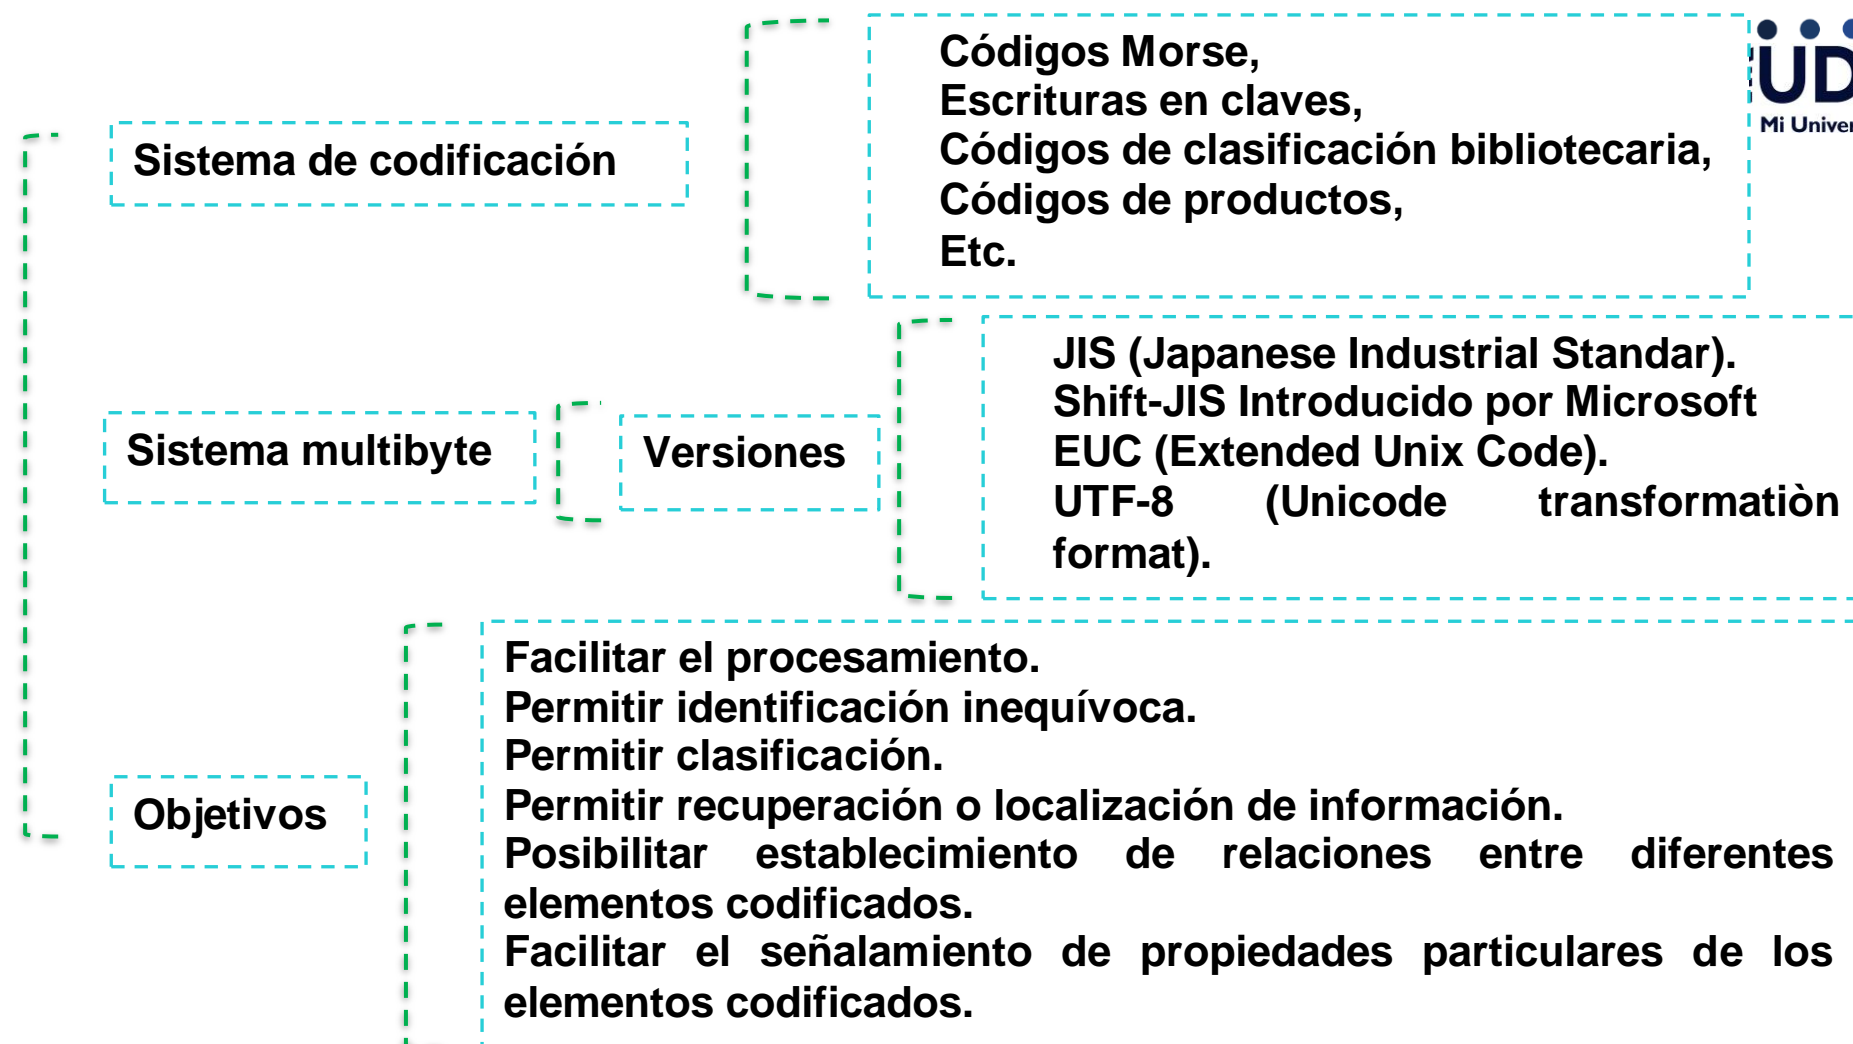 Códigos Morse,
Escrituras en claves,
Códigos de clasificación bibliotecaria,
Códigos de productos,
Etc.
UD
Mi Univer
Sistema de codificación
Sistema multibyte
Versiones
JIS (Japanese Industrial Standar).
Shift-JIS Introducido por Microsoft
EUC (Extended Unix Code).
UTF-8 (Unicode transformatiòn
format).
Objetivos
Facilitar el procesamiento.
Permitir identificación inequívoca.
Permitir clasificación.
Permitir recuperación o localización de información.
Posibilitar establecimiento de relaciones entre diferentes
elementos codificados.
Facilitar el señalamiento de propiedades particulares de los
elementos codificados.